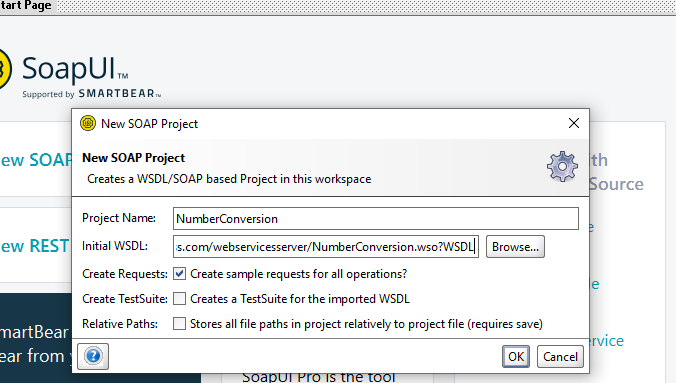 tart Page
SoapUI™
Supported by SMARTBEAR™
New SOAP Project
New SOAP Project
Creates a WSDL/SOAP based Project in this workspace
ew SOAP
ith
Source
Project Name: NumberConversion
Initial WSDL: s.com/webservicesserver/NumberConversion.wso?WSDL Browse...
ew REST
Create Requests: Create sample requests for all operations?
Create TestSuite: Creates a TestSuite for the imported WSDL
Relative Paths: Stores all file paths in project relatively to project file (requires save)
martBear
ear from y
rvice
? OK Cancel
SoapUI Pro is the tool